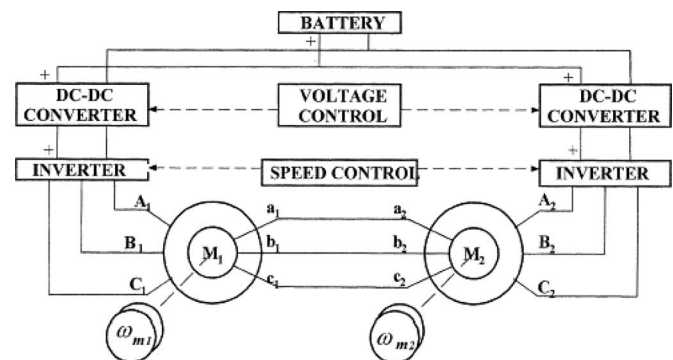 BATTERY
+
+ +
DC-DC CONVERTER
VOLTAGE CONTROL
DC-DC CONVERTER
+ +
INVERTER
SPEED CONTROL
INVERTER
A₁ a₁ a₂ A₂
B₁ M₁ b₁ b₂ M₂ B₂
C₁ c₁ c₂ C₂
ωm1 ωm2